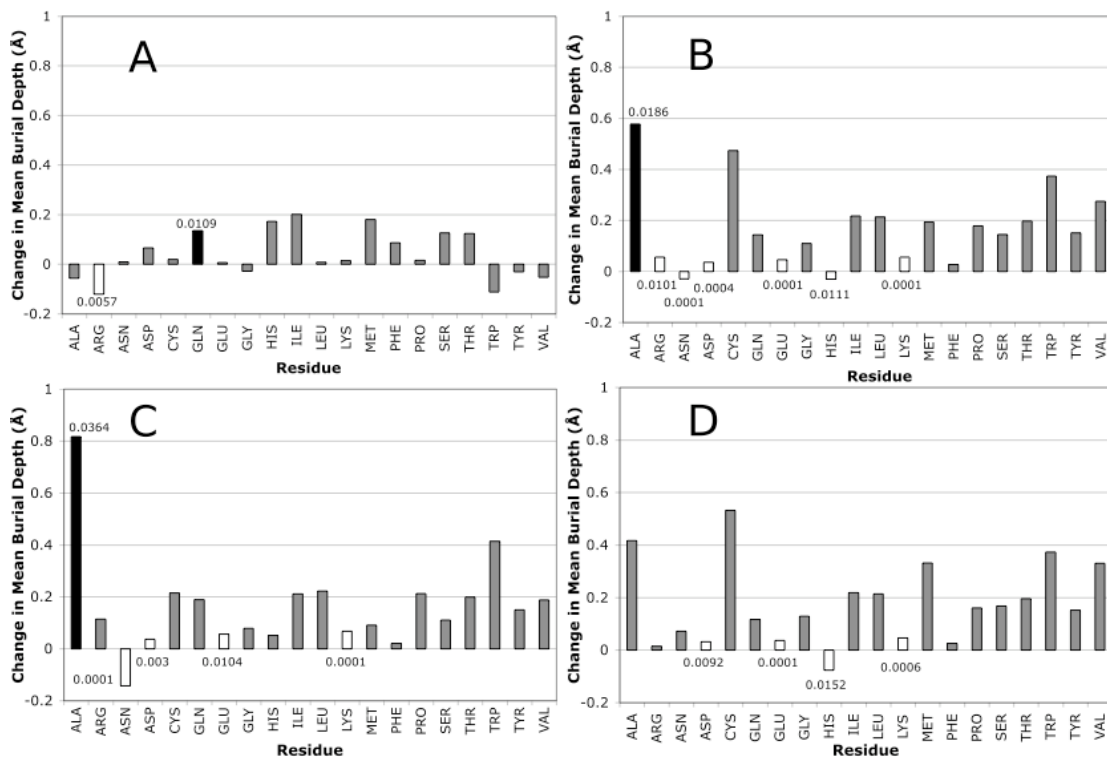 A
Change in Mean Burial Depth (Å)
1
0.8
0.6
0.4
0.2
0
-0.2
0.0109
0.0057
ALA ARG ASN ASP CYS GLN GLU GLY HIS ILE LEU LYS MET PHE PRO SER THR TRP TYR VAL
Residue
B
Change in Mean Burial Depth (Å)
1
0.8
0.6
0.4
0.2
0
-0.2
0.0186
0.0101
0.0001
0.0004
0.0001
0.0111
0.0001
ALA ARG ASN ASP CYS GLN GLU GLY HIS ILE LEU LYS MET PHE PRO SER THR TRP TYR VAL
Residue
C
Change in Mean Burial Depth (Å)
1
0.8
0.6
0.4
0.2
0
-0.2
0.0364
0.0001
0.003
0.0104
0.0001
ALA ARG ASN ASP CYS GLN GLU GLY HIS ILE LEU LYS MET PHE PRO SER THR TRP TYR VAL
Residue
D
Change in Mean Burial Depth (Å)
1
0.8
0.6
0.4
0.2
0
-0.2
0.0092
0.0001
0.0152
0.0006
ALA ARG ASN ASP CYS GLN GLU GLY HIS ILE LEU LYS MET PHE PRO SER THR TRP TYR VAL
Residue